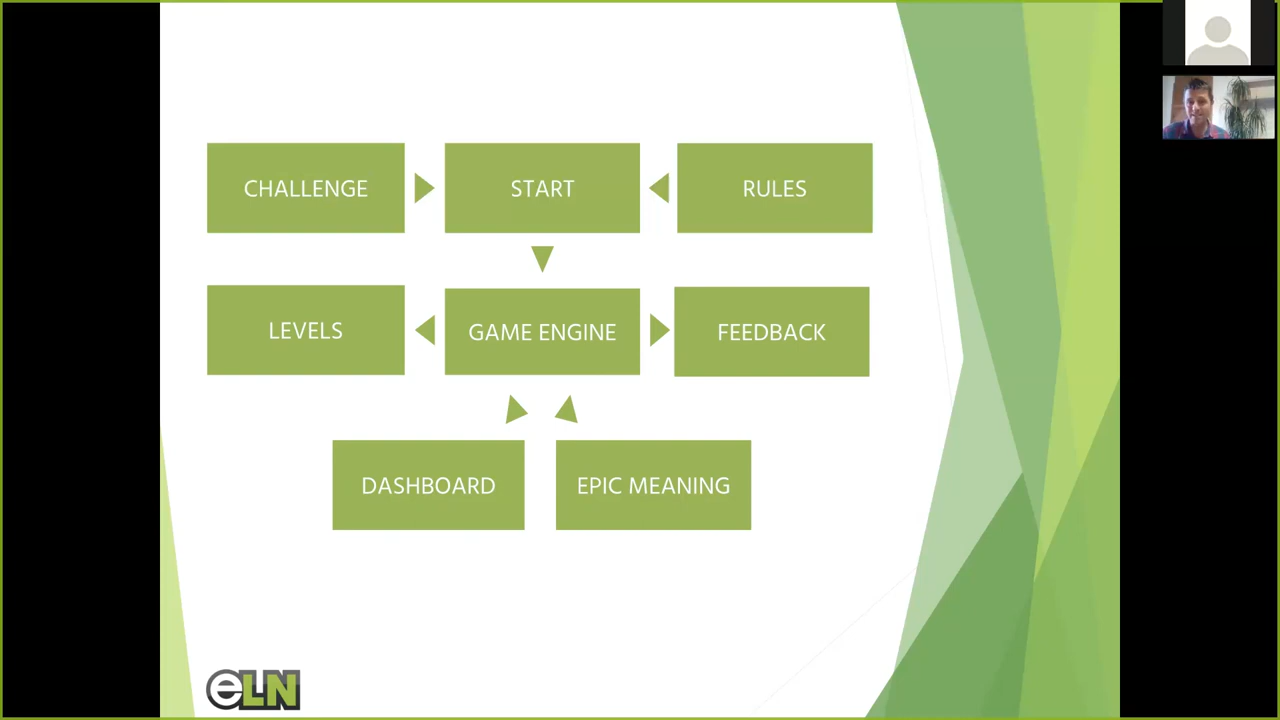 CHALLENGE
START
RULES
LEVELS
GAME ENGINE
FEEDBACK
DASHBOARD
EPIC MEANING
eLN